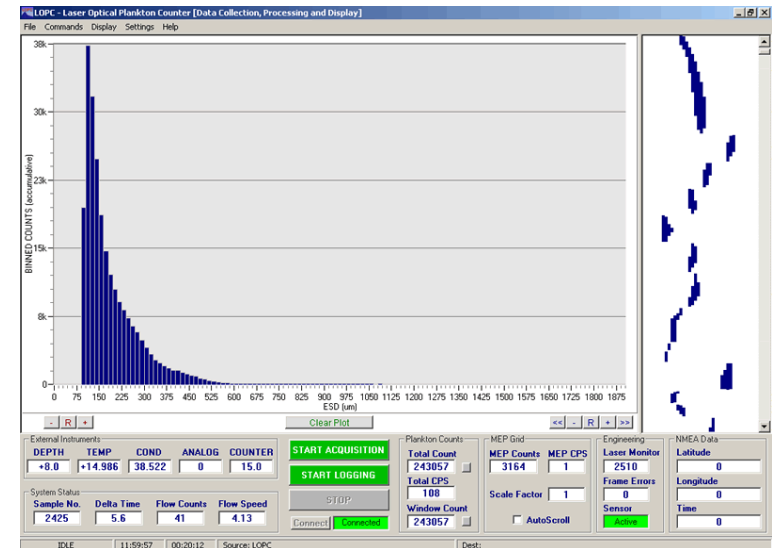 LOPC - Laser Optical Plankton Counter [Data Collection, Processing and Display]
File Commands Display Settings Help
BINNED COUNTS (accumulative)
38k
30k
23k
15k
8k
0
0 75 150 225 300 375 450 525 600 675 750 825 900 975 1050 1125 1200 1275 1350 1425 1500 1575 1650 1725 1800 1875
ESD (um)
- R + Clear Plot << - R + >>
External Instruments
DEPTH TEMP COND ANALOG COUNTER
+8.0 +14.986 38.522 0 15.0
System Status
Sample No. Delta Time Flow Counts Flow Speed
2425 5.6 41 4.13
START ACQUISITION
START LOGGING
STOP
Connect Connected
Plankton Counts
Total Count
243057
Total CPS
108
Window Count
243057
MEP Grid
MEP Counts MEP CPS
3164 1
Scale Factor 1
AutoScroll
Engineering
Laser Monitor
2510
Frame Errors
0
Sensor
Active
NMEA Data
Latitude
0
Longitude
0
Time
0
IDLE 11:59:57 00:20:12 Source: LOPC Dest: